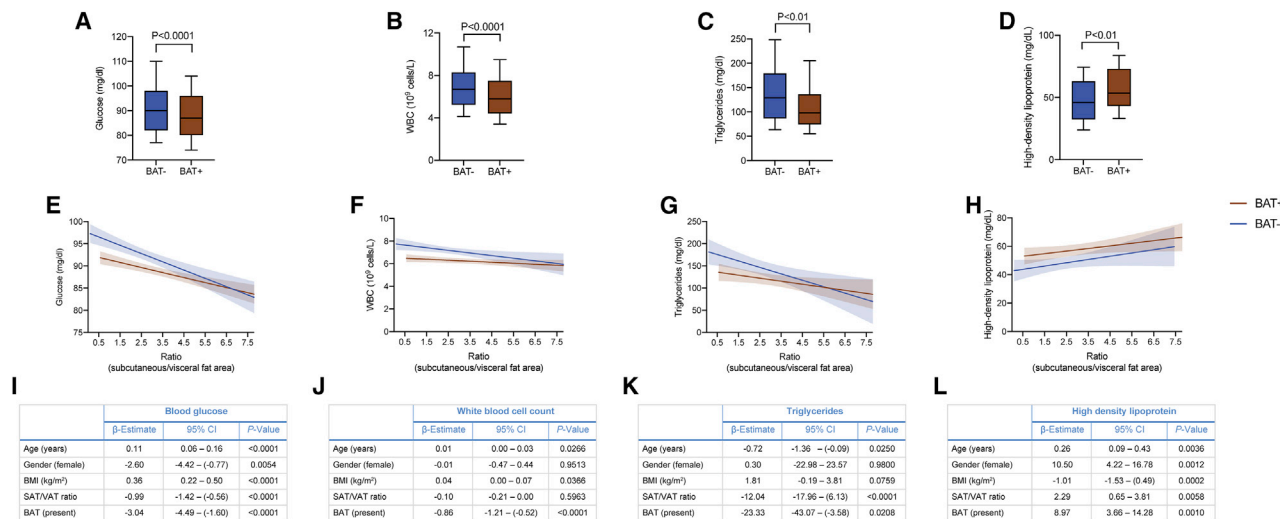 A
P<0.0001
Glucose (mg/dl)
120
110
100
90
80
70
BAT- BAT+
B
P<0.0001
WBC (10⁹ cells/L)
12
8
4
0
BAT- BAT+
C
P<0.01
Triglycerides (mg/dl)
250
200
150
100
50
0
BAT- BAT+
D
P<0.01
High-density lipoprotein (mg/dL)
100
50
0
BAT- BAT+
E
Glucose (mg/dl)
100
95
90
85
80
75
0.5 1.5 2.5 3.5 4.5 5.5 6.5 7.5
Ratio
(subcutaneous/visceral fat area)
F
WBC (10⁹ cells/L)
10
8
6
4
2
0
0.5 1.5 2.5 3.5 4.5 5.5 6.5 7.5
Ratio
(subcutaneous/visceral fat area)
G
Triglycerides (mg/dl)
250
200
150
100
50
0
0.5 1.5 2.5 3.5 4.5 5.5 6.5 7.5
Ratio
(subcutaneous/visceral fat area)
H
High-density lipoprotein (mg/dL)
80
60
40
20
0
0.5 1.5 2.5 3.5 4.5 5.5 6.5 7.5
Ratio
(subcutaneous/visceral fat area)
BAT+
BAT-
I
Blood glucose
β-Estimate 95% CI P-Value
Age (years) 0.11 0.06 – 0.16 <0.0001
Gender (female) -2.60 -4.42 – (-0.77) 0.0054
BMI (kg/m²) 0.36 0.22 – 0.50 <0.0001
SAT/VAT ratio -0.99 -1.42 – (-0.56) <0.0001
BAT (present) -3.04 -4.49 – (-1.60) <0.0001
J
White blood cell count
β-Estimate 95% CI P-Value
Age (years) 0.01 0.00 – 0.03 0.0266
Gender (female) -0.01 -0.47 – 0.44 0.9513
BMI (kg/m²) 0.04 0.00 – 0.07 0.0366
SAT/VAT ratio -0.10 -0.21 – 0.00 0.5963
BAT (present) -0.86 -1.21 – (-0.52) <0.0001
K
Triglycerides
β-Estimate 95% CI P-Value
Age (years) -0.72 -1.36 – (-0.09) 0.0250
Gender (female) 0.30 -22.98 – 23.57 0.9800
BMI (kg/m²) 1.81 -0.19 – 3.81 0.0759
SAT/VAT ratio -12.04 -17.96 – (6.13) <0.0001
BAT (present) -23.33 -43.07 – (-3.58) 0.0208
L
High density lipoprotein
β-Estimate 95% CI P-Value
Age (years) 0.26 0.09 – 0.43 0.0036
Gender (female) 10.50 4.22 – 16.78 0.0012
BMI (kg/m²) -1.01 -1.53 – (0.49) 0.0002
SAT/VAT ratio 2.29 0.65 – 3.81 0.0058
BAT (present) 8.97 3.66 – 14.28 0.0010